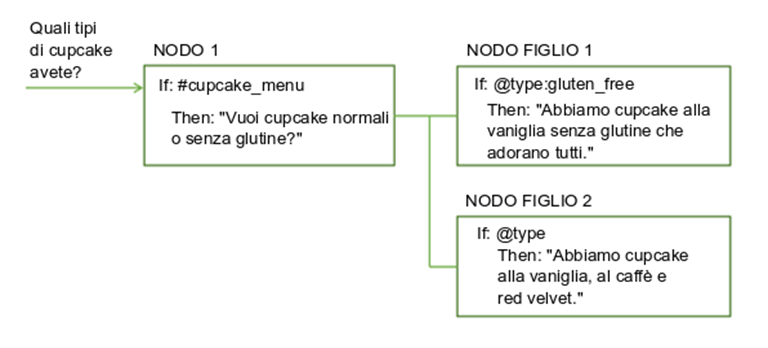 Quali tipi
di cupcake
avete?
NODO 1
If: #cupcake_menu
Then: "Vuoi cupcake normali
o senza glutine?"
NODO FIGLIO 1
If: @type:gluten_free
Then: "Abbiamo cupcake alla
vaniglia senza glutine che
adorano tutti."
NODO FIGLIO 2
If: @type
Then: "Abbiamo cupcake
alla vaniglia, al caffè e
red velvet."